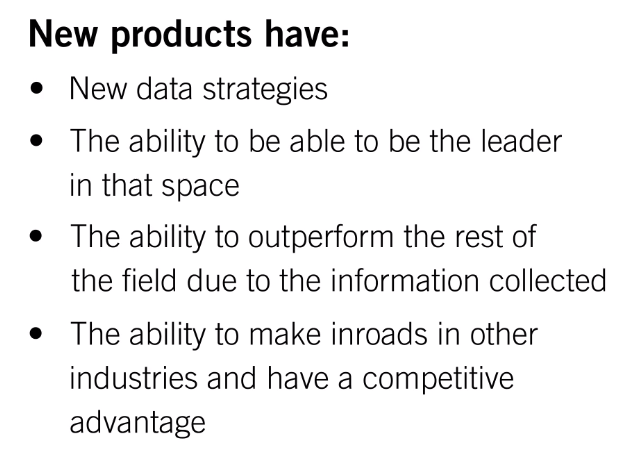 New products have:
• New data strategies
• The ability to be able to be the leader
in that space
• The ability to outperform the rest of
the field due to the information collected
• The ability to make inroads in other
industries and have a competitive
advantage